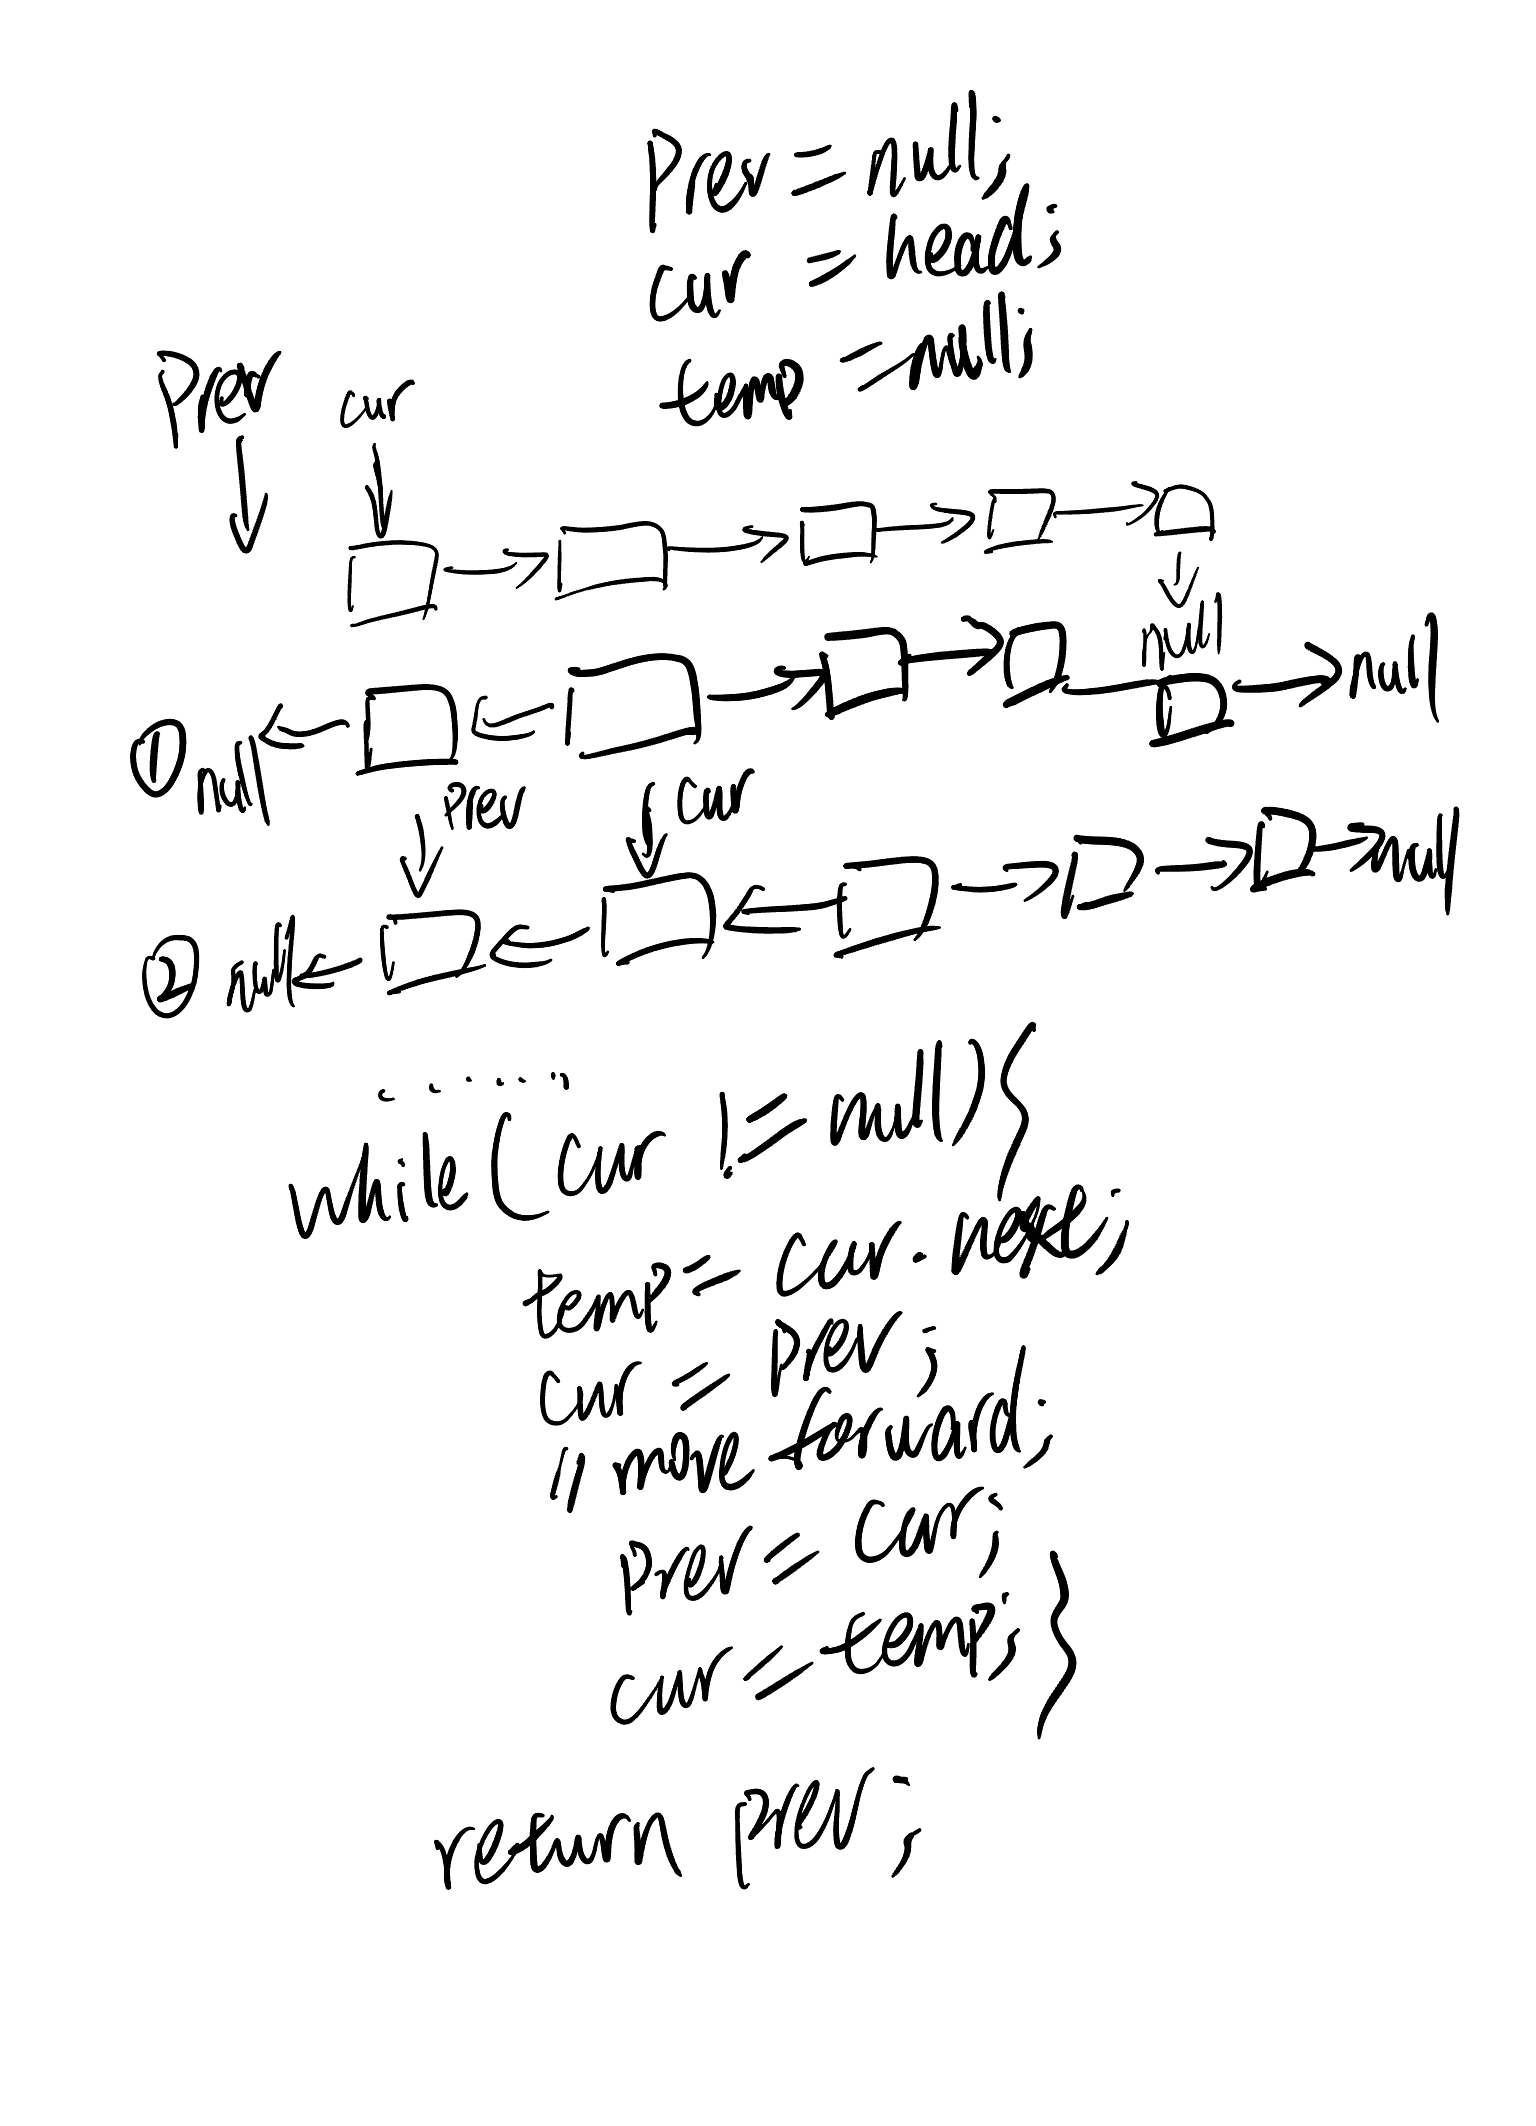 Prev = null;
cur = head;
temp = null;
Prev cur
null
null
① null
Prev cur
null
② null
......
while(cur != null){
temp = cur.next;
cur = prev;
// move forward;
prev = cur;
cur = temp; }
return prev;